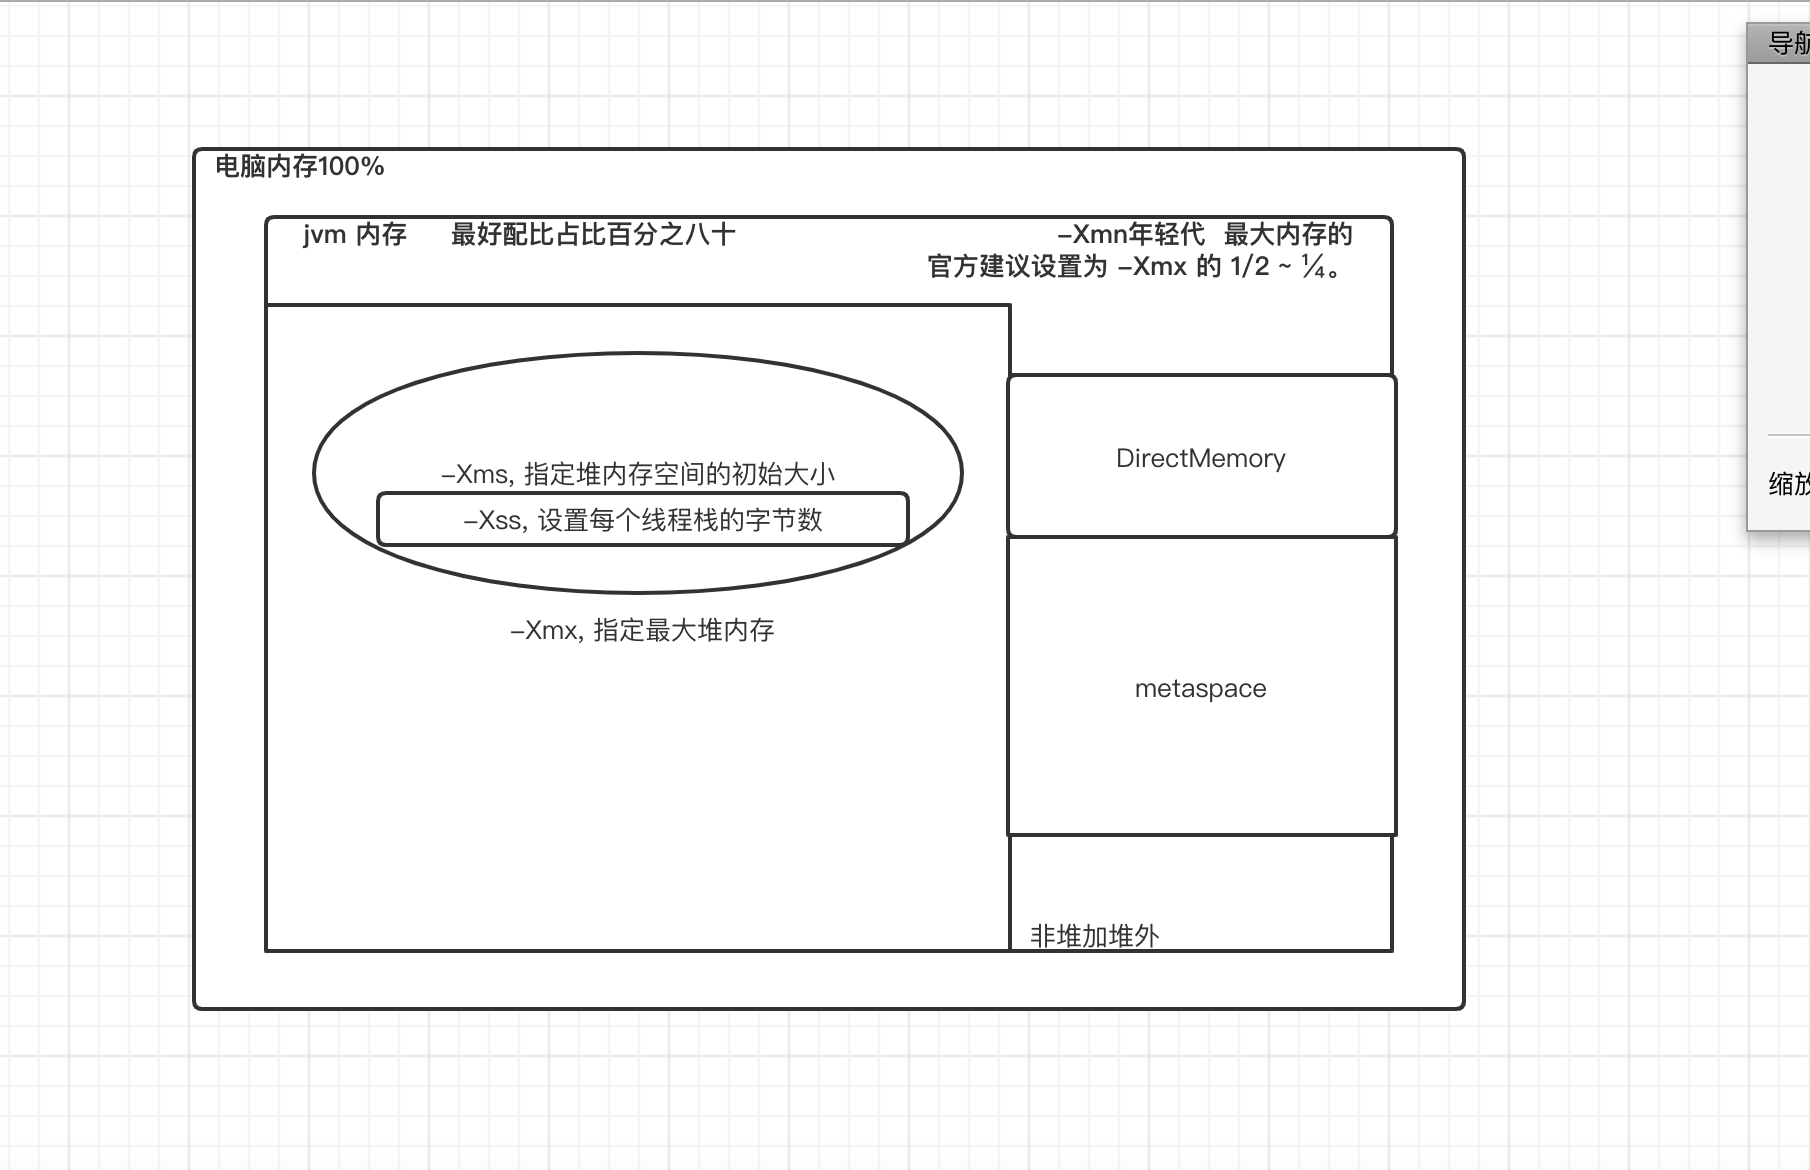 导航
电脑内存100%
jvm 内存 最好配比占比百分之八十
-Xmn年轻代 最大内存的
官方建议设置为 -Xmx 的 1/2 ~ ¼。
-Xms, 指定堆内存空间的初始大小
-Xss, 设置每个线程栈的字节数
-Xmx, 指定最大堆内存
DirectMemory
缩放
metaspace
非堆加堆外